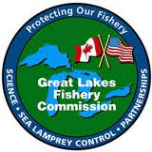 Protecting Our Fishery
Great Lakes
Fishery
Commission
SCIENCE • SEA LAMPREY CONTROL • PARTNERSHIPS